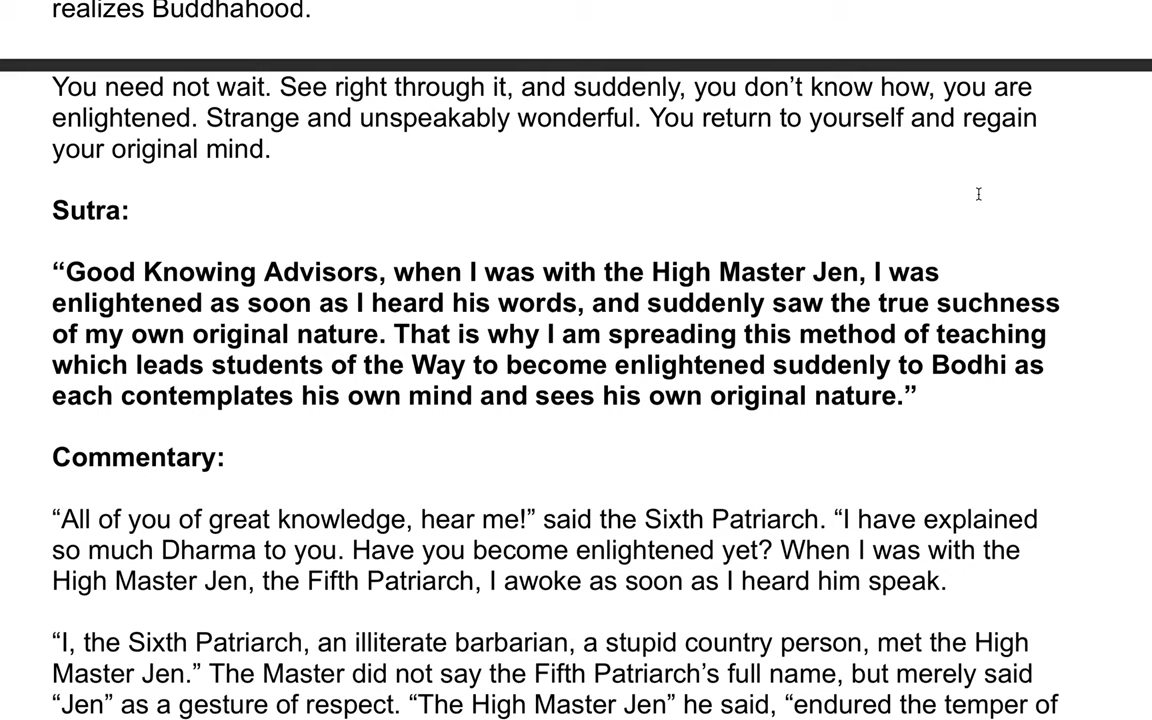 realizes Buddhahood.
You need not wait. See right through it, and suddenly, you don’t know how, you are
enlightened. Strange and unspeakably wonderful. You return to yourself and regain
your original mind.
Sutra:
“Good Knowing Advisors, when I was with the High Master Jen, I was
enlightened as soon as I heard his words, and suddenly saw the true suchness
of my own original nature. That is why I am spreading this method of teaching
which leads students of the Way to become enlightened suddenly to Bodhi as
each contemplates his own mind and sees his own original nature.”
Commentary:
“All of you of great knowledge, hear me!” said the Sixth Patriarch. “I have explained
so much Dharma to you. Have you become enlightened yet? When I was with the
High Master Jen, the Fifth Patriarch, I awoke as soon as I heard him speak.
“I, the Sixth Patriarch, an illiterate barbarian, a stupid country person, met the High
Master Jen.” The Master did not say the Fifth Patriarch’s full name, but merely said
“Jen” as a gesture of respect. “The High Master Jen” he said, “endured the temper of